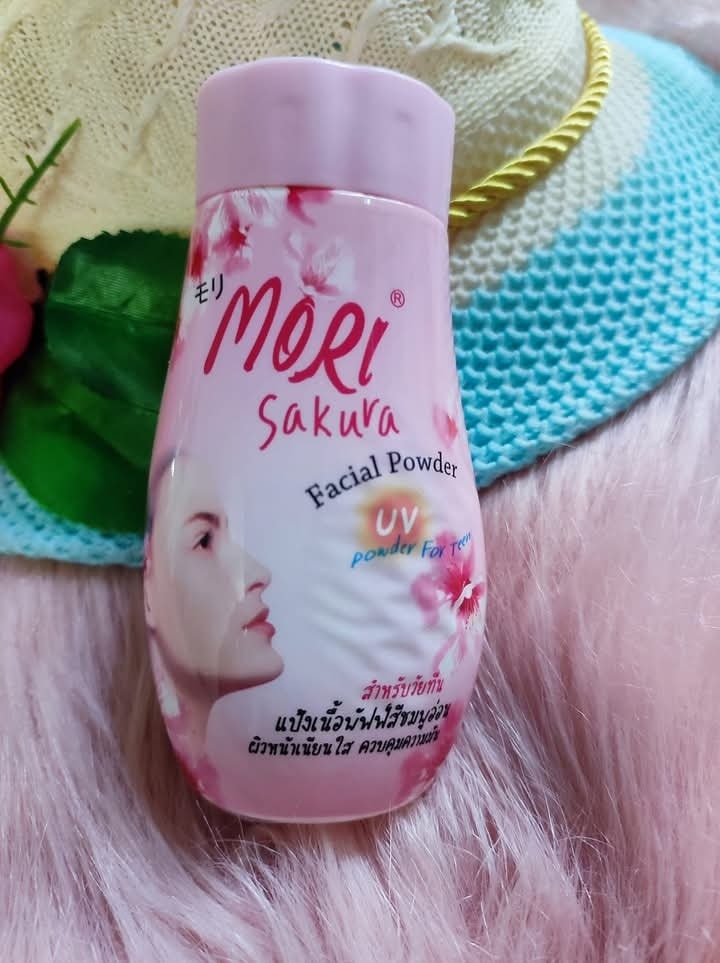 モリ
MORI®
Sakura
Facial Powder
UV
Powder For Teen
สำหรับวัยทีน
แป้งเนื้อพัฟฟ์สีชมพูอ่อน
ผิวหน้าเนียนใส ควบคุมความมัน